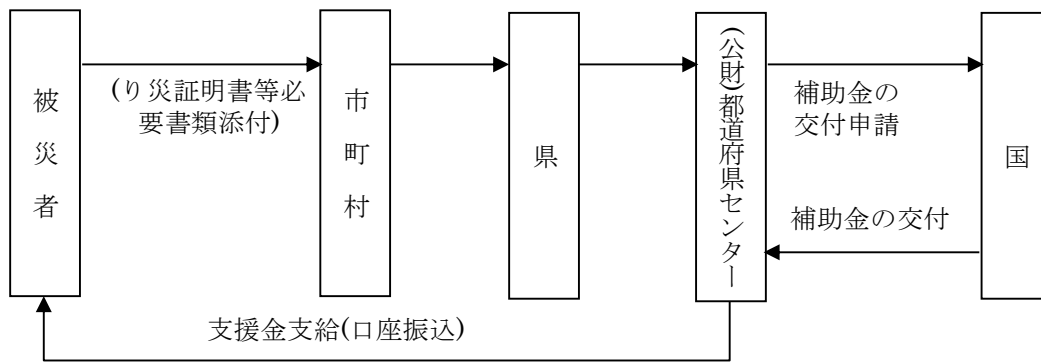 被災者
(り災証明書等必
要書類添付)
市町村
県
(公財)都道府県センター
補助金の
交付申請
補助金の交付
国
支援金支給(口座振込)